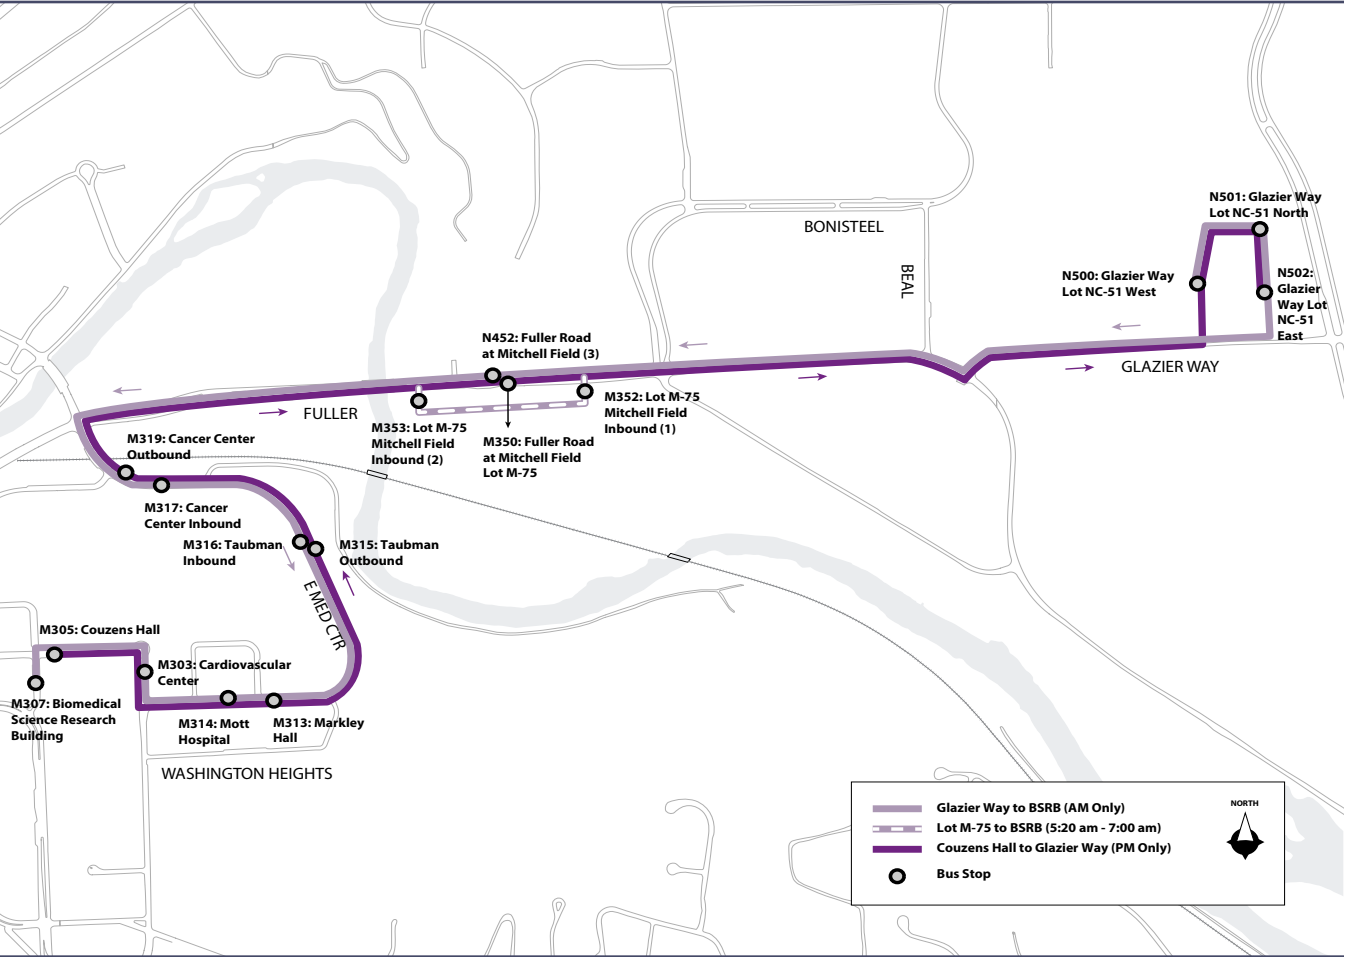 N501: Glazier Way
Lot NC-51 North
BONISTEEL
BEAL
N500: Glazier Way
Lot NC-51 West
N502:
Glazier
Way Lot
NC-51
East
GLAZIER WAY
N452: Fuller Road
at Mitchell Field (3)
FULLER
M353: Lot M-75
Mitchell Field
Inbound (2)
M350: Fuller Road
at Mitchell Field
Lot M-75
M352: Lot M-75
Mitchell Field
Inbound (1)
M319: Cancer Center
Outbound
M317: Cancer
Center Inbound
M316: Taubman
Inbound
M315: Taubman
Outbound
E MED CTR
M305: Couzens Hall
M303: Cardiovascular
Center
M307: Biomedical
Science Research
Building
M314: Mott
Hospital
M313: Markley
Hall
WASHINGTON HEIGHTS
Glazier Way to BSRB (AM Only)
Lot M-75 to BSRB (5:20 am - 7:00 am)
Couzens Hall to Glazier Way (PM Only)
Bus Stop
NORTH